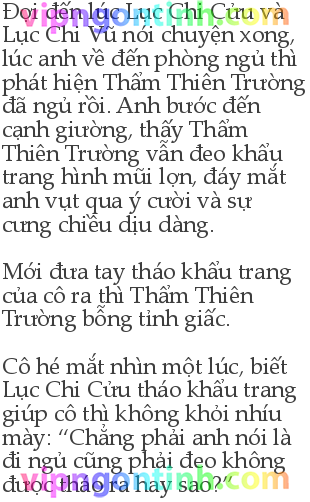 Đợi đến lúc Lục Chi Cửu và
Lục Chi Vũ nói chuyện xong,
lúc anh về đến phòng ngủ thì
phát hiện Thẩm Thiên Trường
đã ngủ rồi. Anh bước đến
cạnh giường, thấy Thẩm
Thiên Trường vẫn đeo khẩu
trang hình mũi lợn, đáy mắt
anh vụt qua ý cười và sự
cưng chiều dịu dàng.
Mới đưa tay tháo khẩu trang
của cô ra thì Thẩm Thiên
Trường bỗng tỉnh giấc.
Cô hé mắt nhìn một lúc, biết
Lục Chi Cửu tháo khẩu trang
giúp cô thì không khỏi nhíu
mày: “Chẳng phải anh nói là
đi ngủ cũng phải đeo không
được tháo ra hay sao?”
vipngontinh.com
vipngontinh.com
vipngontinh.com